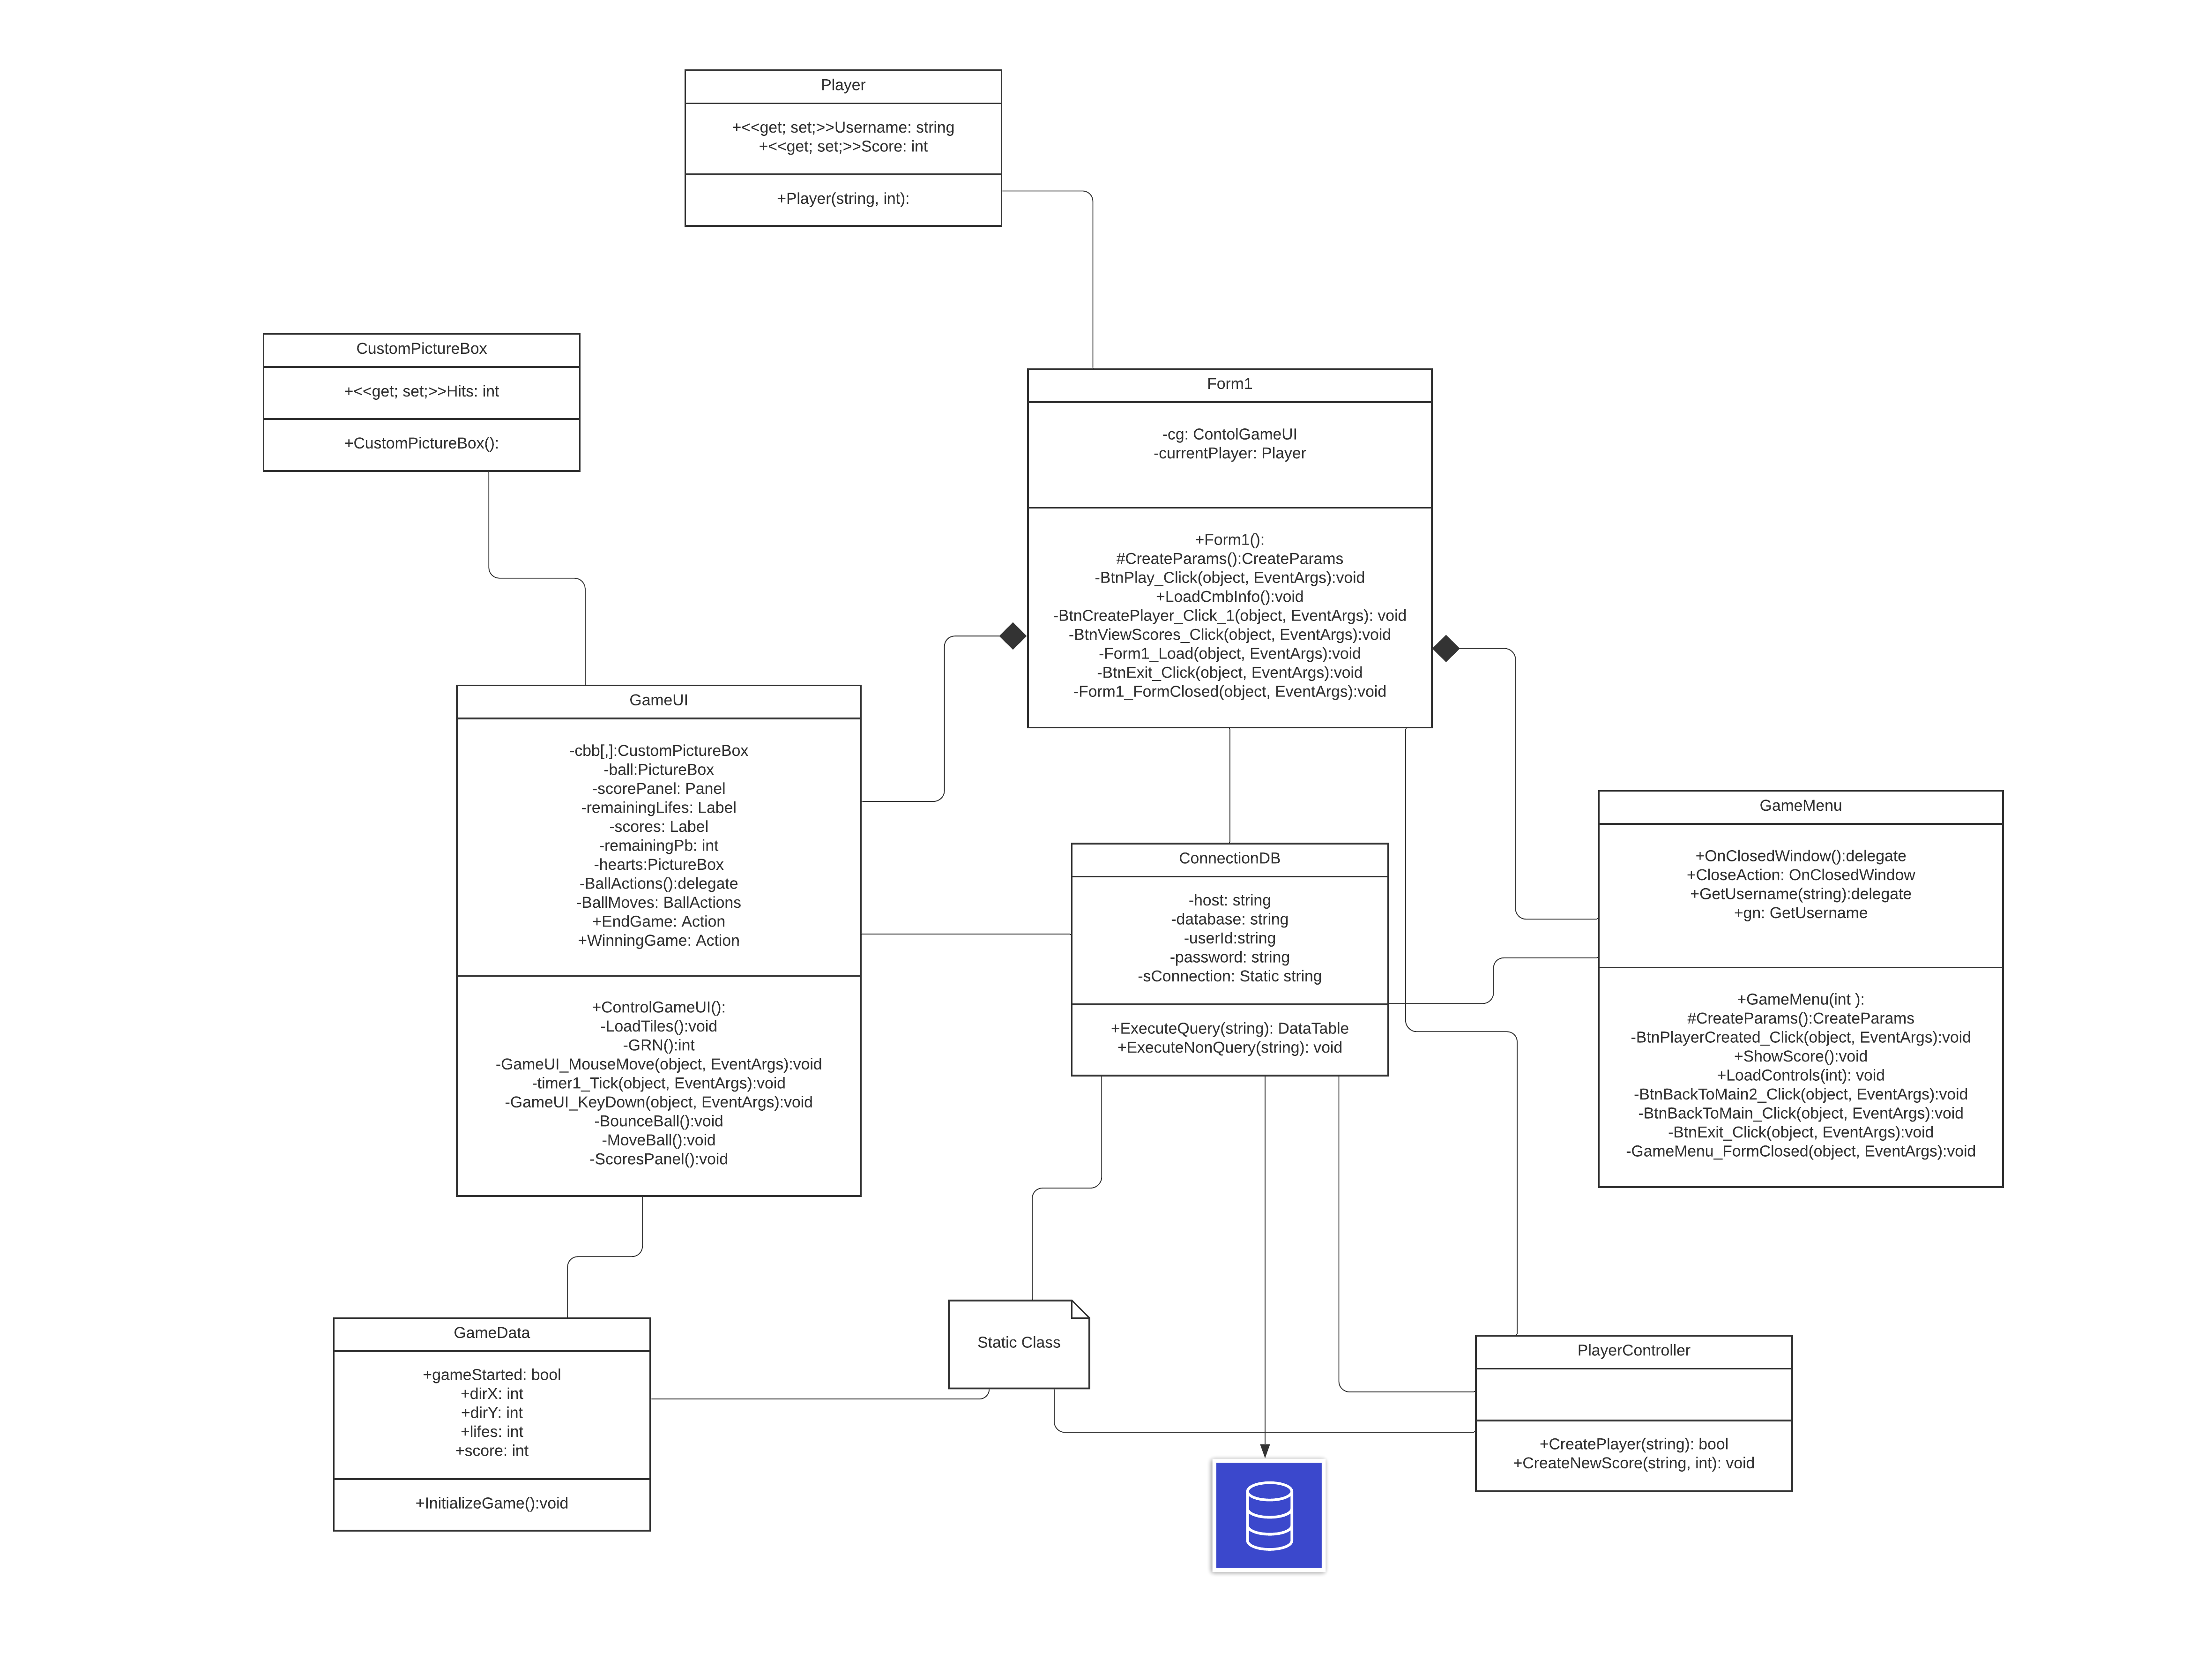 Player
+<<get; set;>>Username: string
+<<get; set;>>Score: int
+Player(string, int):
CustomPictureBox
+<<get; set;>>Hits: int
+CustomPictureBox():
Form1
-cg: ContolGameUI
-currentPlayer: Player
+Form1():
#CreateParams():CreateParams
-BtnPlay_Click(object, EventArgs):void
+LoadCmbInfo():void
-BtnCreatePlayer_Click_1(object, EventArgs): void
-BtnViewScores_Click(object, EventArgs):void
-Form1_Load(object, EventArgs):void
-BtnExit_Click(object, EventArgs):void
-Form1_FormClosed(object, EventArgs):void
GameUI
-cbb[,]:CustomPictureBox
-ball:PictureBox
-scorePanel: Panel
-remainingLifes: Label
-scores: Label
-remainingPb: int
-hearts:PictureBox
-BallActions():delegate
-BallMoves: BallActions
+EndGame: Action
+WinningGame: Action
+ControlGameUI():
-LoadTiles():void
-GRN():int
-GameUI_MouseMove(object, EventArgs):void
-timer1_Tick(object, EventArgs):void
-GameUI_KeyDown(object, EventArgs):void
-BounceBall():void
-MoveBall():void
-ScoresPanel():void
ConnectionDB
-host: string
-database: string
-userId:string
-password: string
-sConnection: Static string
+ExecuteQuery(string): DataTable
+ExecuteNonQuery(string): void
GameMenu
+OnClosedWindow():delegate
+CloseAction: OnClosedWindow
+GetUsername(string):delegate
+gn: GetUsername
+GameMenu(int ):
#CreateParams():CreateParams
-BtnPlayerCreated_Click(object, EventArgs):void
+ShowScore():void
+LoadControls(int): void
-BtnBackToMain2_Click(object, EventArgs):void
-BtnBackToMain_Click(object, EventArgs):void
-BtnExit_Click(object, EventArgs):void
-GameMenu_FormClosed(object, EventArgs):void
GameData
+gameStarted: bool
+dirX: int
+dirY: int
+lifes: int
+score: int
+InitializeGame():void
Static Class
PlayerController
+CreatePlayer(string): bool
+CreateNewScore(string, int): void